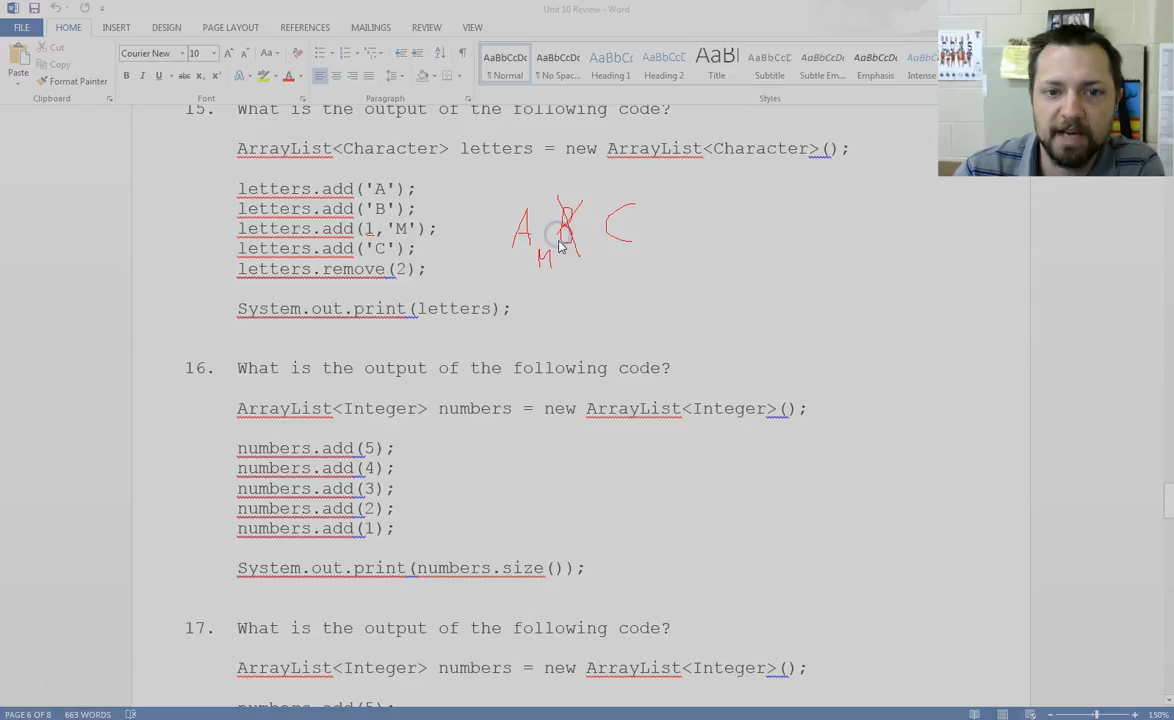 Unit 10 Review - Word
FILE HOME INSERT DESIGN PAGE LAYOUT REFERENCES MAILINGS REVIEW VIEW
Paste Cut Copy Format Painter
Courier New 10
AaBbCcDc AaBbCcDc AaBbCc AaBbCcD AaBl AaBbCcD AaBbCcDc AaBbCcDc AaBbCcDc
¶ Normal ¶ No Spac... Heading 1 Heading 2 Title Subtitle Subtle Em... Emphasis Intense
Clipboard Font Paragraph Styles
15. What is the output of the following code?
ArrayList<Character> letters = new ArrayList<Character>();
letters.add('A');
letters.add('B');
letters.add(1,'M');
letters.add('C');
letters.remove(2);
A B C
M
System.out.print(letters);
16. What is the output of the following code?
ArrayList<Integer> numbers = new ArrayList<Integer>();
numbers.add(5);
numbers.add(4);
numbers.add(3);
numbers.add(2);
numbers.add(1);
System.out.print(numbers.size());
17. What is the output of the following code?
ArrayList<Integer> numbers = new ArrayList<Integer>();
numbers.add(5);
PAGE 6 OF 8 663 WORDS 150%